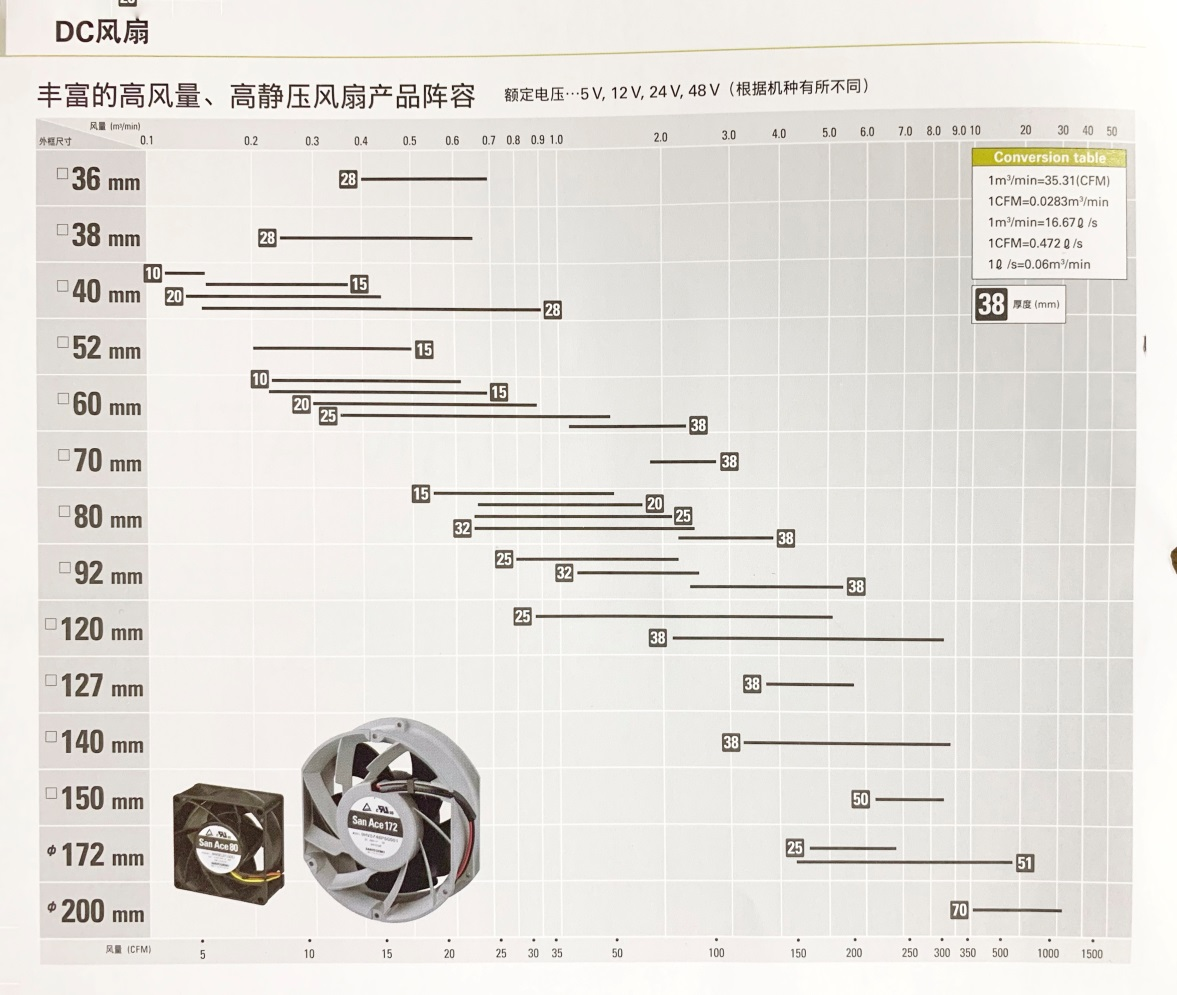 DC风扇
丰富的高风量、高静压风扇产品阵容 额定电压…5V, 12V, 24V, 48V（根据机种有所不同）
风量 (m³/min)
外框尺寸
0.1 0.2 0.3 0.4 0.5 0.6 0.7 0.8 0.9 1.0 2.0 3.0 4.0 5.0 6.0 7.0 8.0 9.0 10 20 30 40 50
Conversion table
1m³/min=35.31(CFM)
1CFM=0.0283m³/min
1m³/min=16.67ℓ/s
1CFM=0.472ℓ/s
1ℓ/s=0.06m³/min
38 厚度 (mm)
□36 mm 28
□38 mm 28
□40 mm 10 15 20 28
□52 mm 15
□60 mm 10 15 20 25 38
□70 mm 38
□80 mm 15 20 25 32 38
□92 mm 25 32 38
□120 mm 25 38
□127 mm 38
□140 mm 38
□150 mm 50
ϕ172 mm 25 51
ϕ200 mm 70
San Ace 80
San Ace 172
风量 (CFM) 5 10 15 20 25 30 35 50 100 150 200 250 300 350 500 1000 1500